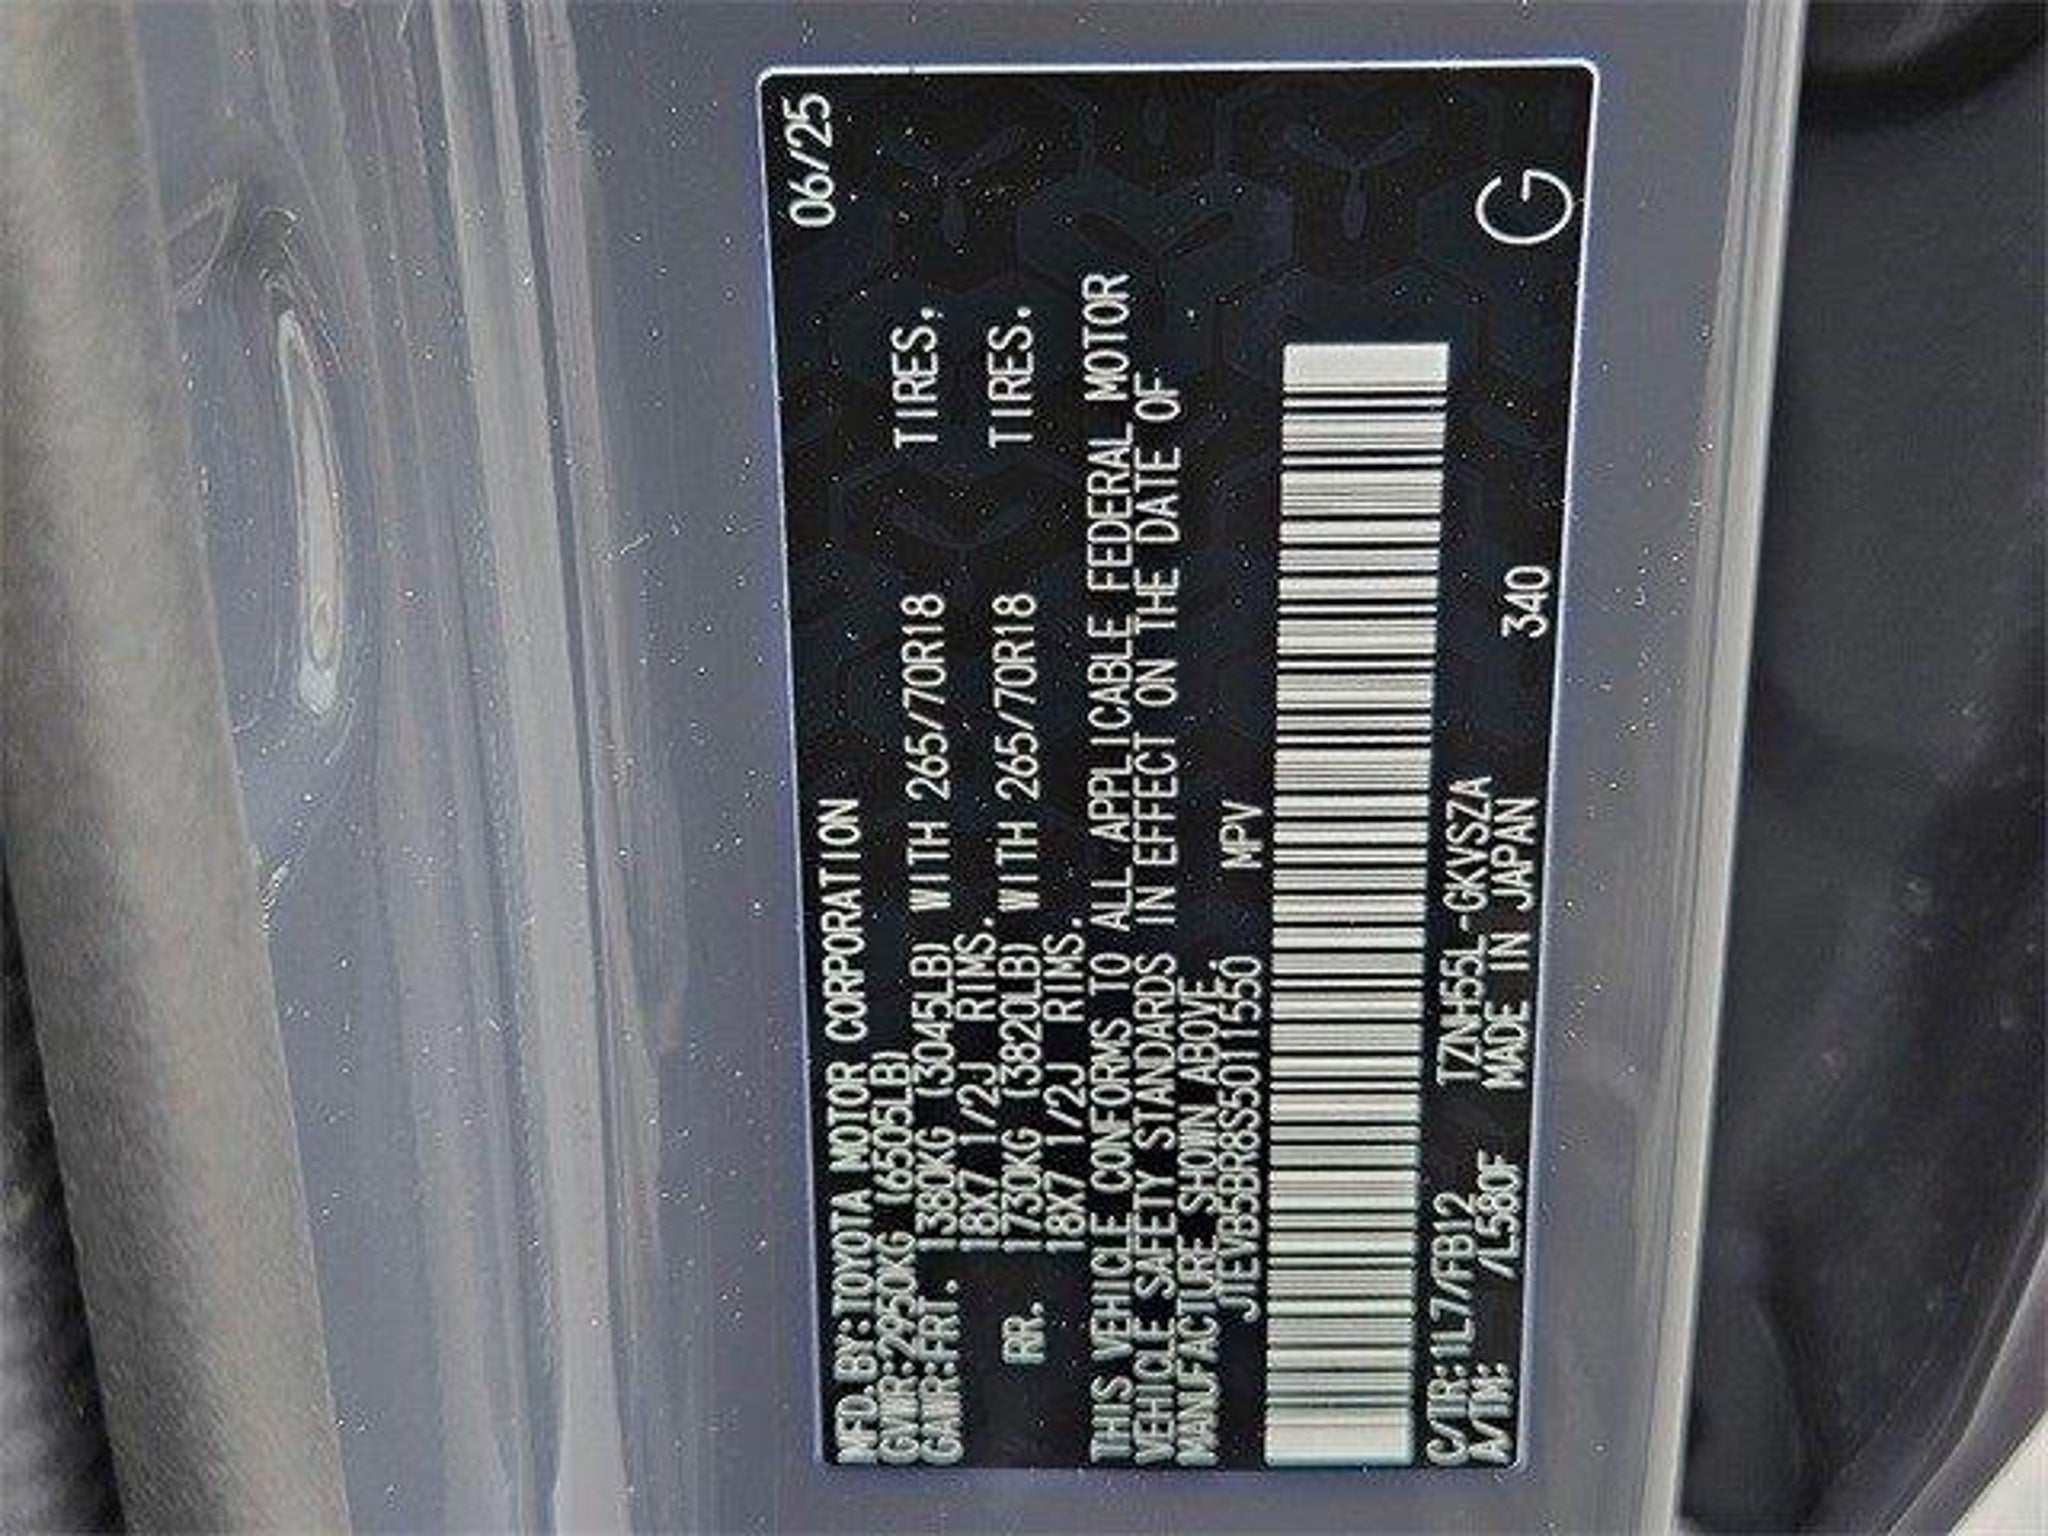 MFD. BY: TOYOTA MOTOR CORPORATION 06/25
GVWR: 2950KG (6505LB)
GAWR: FRT. 1380KG (3045LB) WITH 265/70R18 TIRES,
18X7 1/2J RIMS.
RR. 1730KG (3820LB) WITH 265/70R18 TIRES.
18X7 1/2J RIMS.
THIS VEHICLE CONFORMS TO ALL APPLICABLE FEDERAL MOTOR
VEHICLE SAFETY STANDARDS IN EFFECT ON THE DATE OF
MANUFACTURE SHOWN ABOVE.
JTEVB5BR8S5011550 MPV
C/TR: 1L7/FB12 TZNH55L-GKVSZA
A/TM: /L580F MADE IN JAPAN 340
G